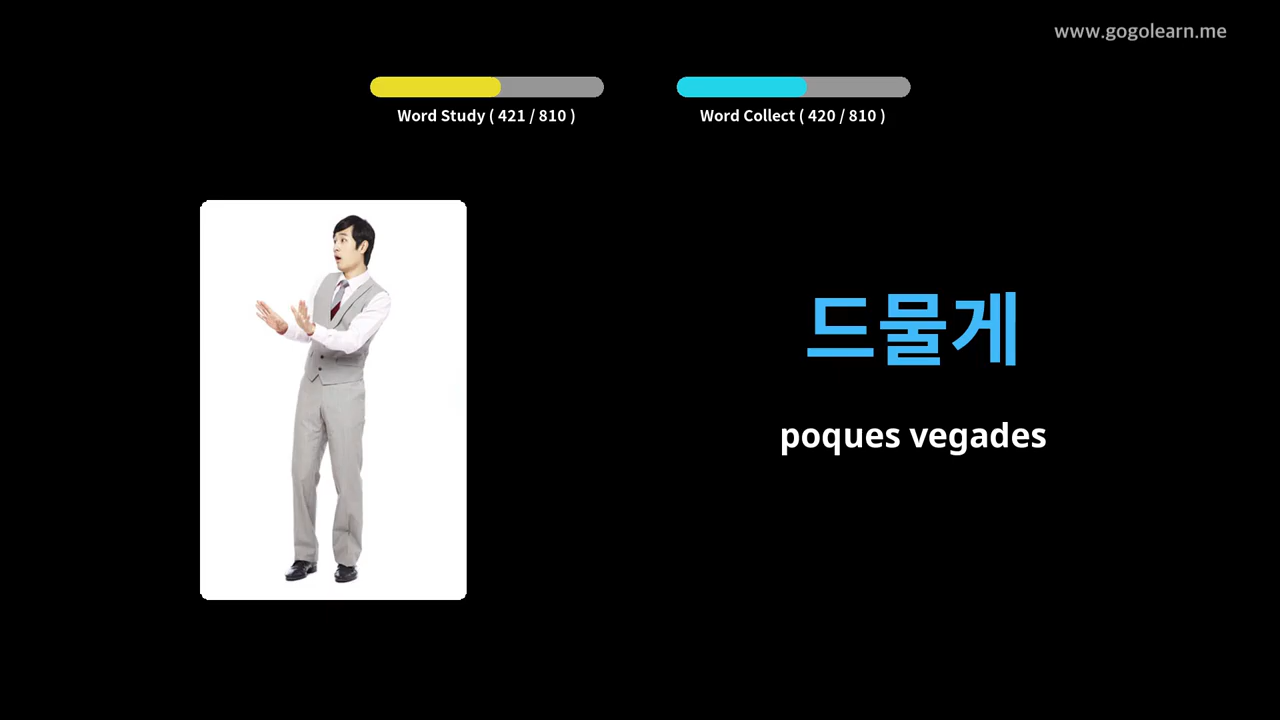 www.gogolearn.me
Word Study ( 421 / 810 )
Word Collect ( 420 / 810 )
드물게
poques vegades